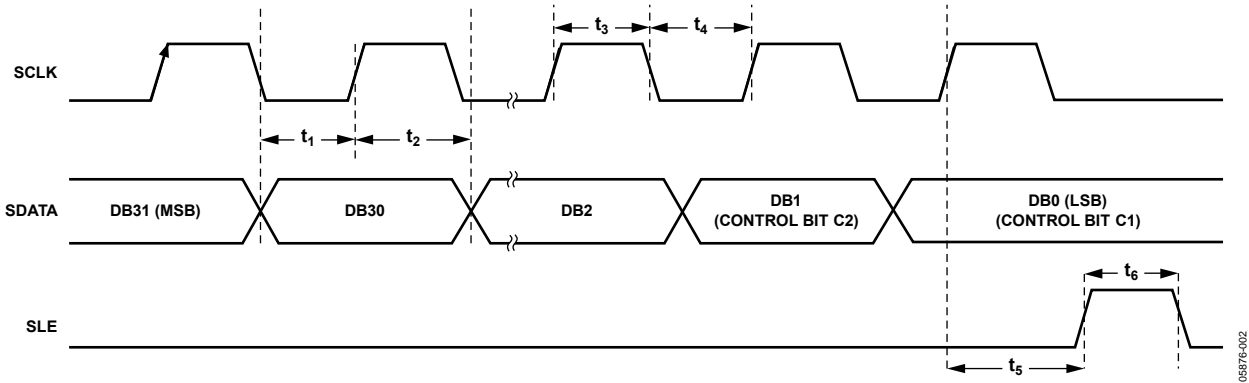 t3
t4
SCLK
t1
t2
SDATA
DB31 (MSB)
DB30
DB2
DB1
(CONTROL BIT C2)
DB0 (LSB)
(CONTROL BIT C1)
t6
SLE
t5
05876-002